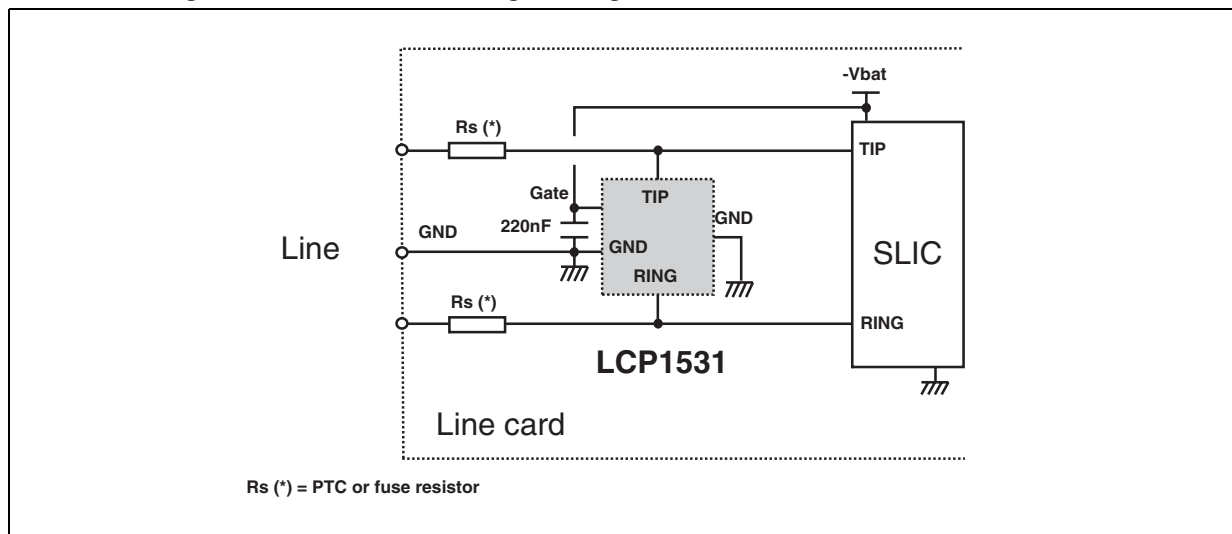 -Vbat
Rs (*)
TIP
TIP
Gate
GND
220nF
GND
GND
Line
SLIC
RING
Rs (*)
RING
LCP1531
Line card
Rs (*) = PTC or fuse resistor